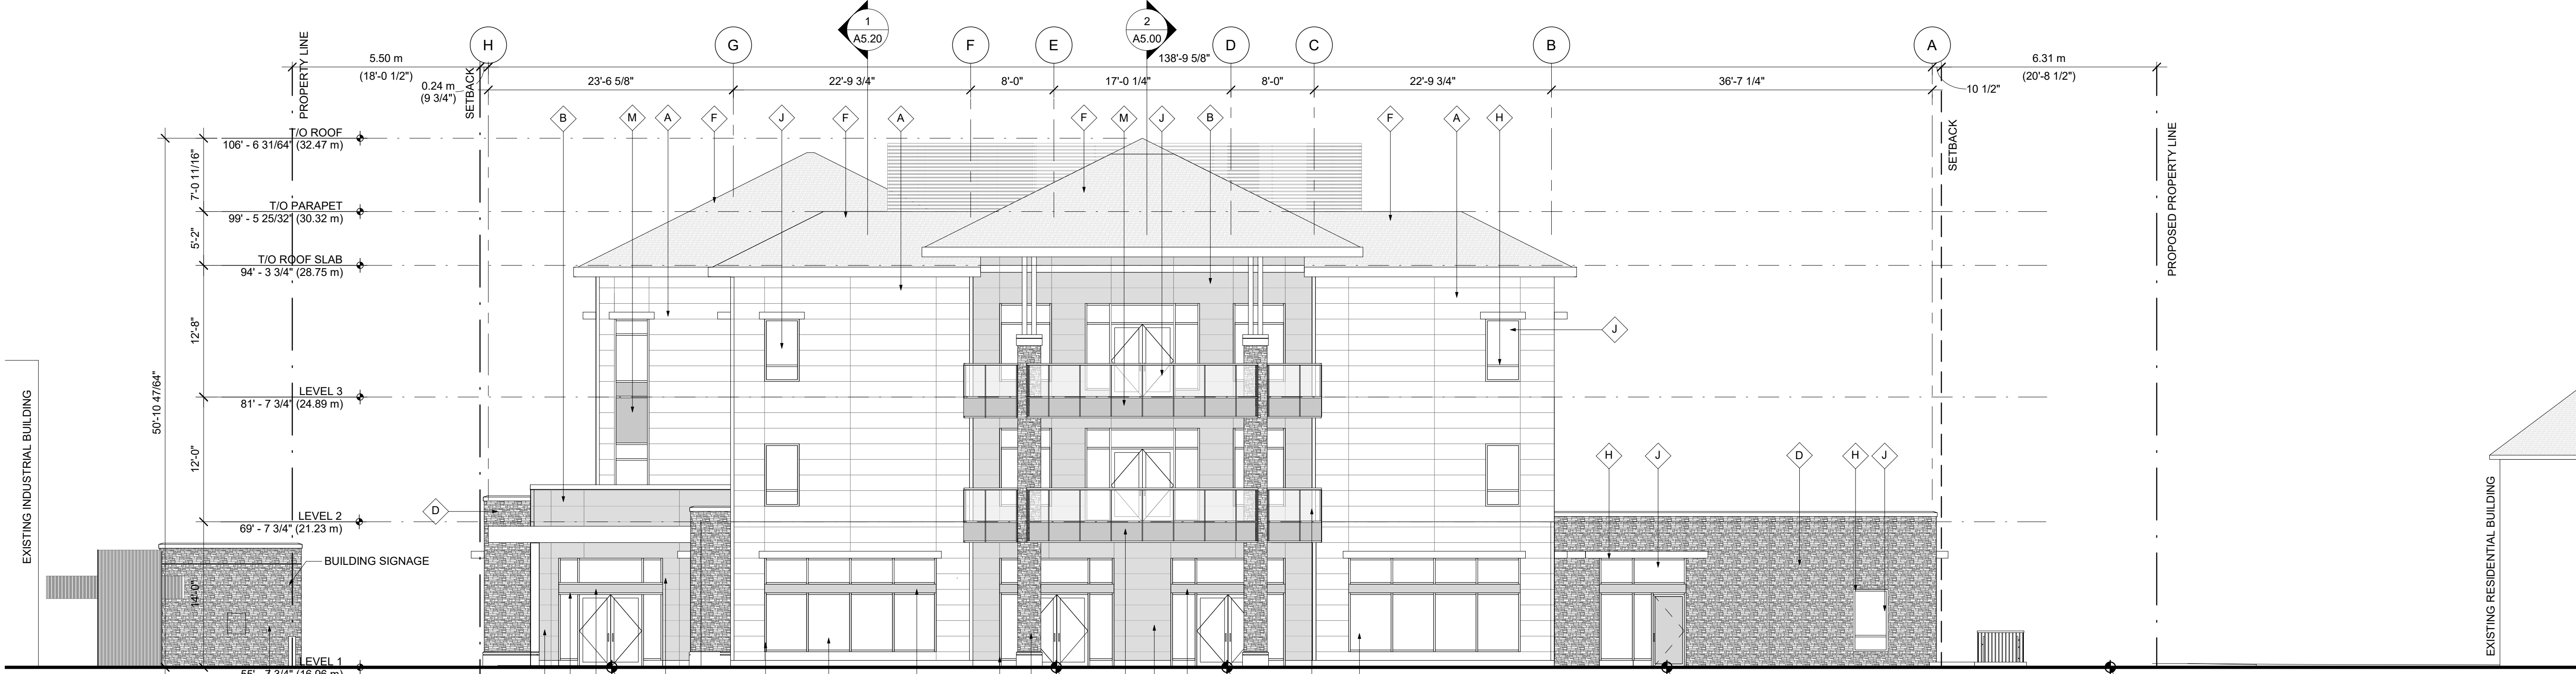 1
A5.20
2
A5.00
H
G
F
E
D
C
B
A
PROPERTY LINE
5.50 m
(18'-0 1/2")
0.24 m
(9 3/4")
SETBACK
138'-9 5/8"
6.31 m
(20'-8 1/2")
10 1/2"
23'-6 5/8"
22'-9 3/4"
8'-0"
17'-0 1/4"
8'-0"
22'-9 3/4"
36'-7 1/4"
SETBACK
PROPOSED PROPERTY LINE
B
M
A
F
J
F
A
F
M
J
B
F
A
H
T/O ROOF
106' - 6 31/64" (32.47 m)
7'-0 11/16"
T/O PARAPET
99' - 5 25/32" (30.32 m)
5'-2"
T/O ROOF SLAB
94' - 3 3/4" (28.75 m)
12'-8"
J
LEVEL 3
81' - 7 3/4" (24.89 m)
50'-10 47/64"
12'-0"
H
J
D
H
J
D
LEVEL 2
69' - 7 3/4" (21.23 m)
EXISTING INDUSTRIAL BUILDING
BUILDING SIGNAGE
14'-0"
EXISTING RESIDENTIAL BUILDING
LEVEL 1
55' - 7 3/4" (16.96 m)